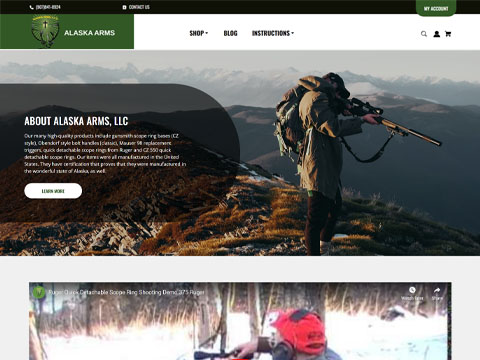 (907)841-8824
CONTACT US
MY ACCOUNT
ALASKA ARMS
SHOP
BLOG
INSTRUCTIONS
ABOUT ALASKA ARMS, LLC
Our many high-quality products include gunsmith scope ring bases (CZ
style), Obendorf style bolt handles (classic), Mauser 98 replacement
triggers, quick detachable scope rings from Ruger and CZ 550 quick
detachable scope rings. Our items were all manufactured in the United
States. They have certification that proves that they were manufactured in
the wonderful state of Alaska, as well.
LEARN MORE
Ruger Quick Detachable Scope Ring Shooting Demo 375 Ruger
Watch later
Share